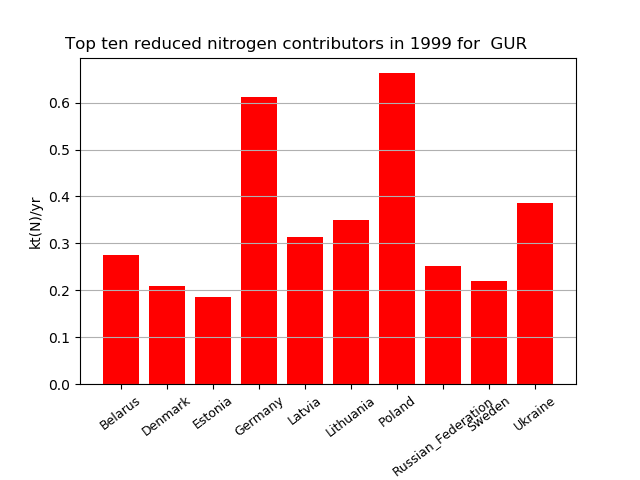 Top ten reduced nitrogen contributors in 1999 for  GUR
kt(N)/yr
0.6
0.5
0.4
0.3
0.2
0.1
0.0
Belarus
Denmark
Estonia
Germany
Latvia
Lithuania
Poland
Russian_Federation
Sweden
Ukraine